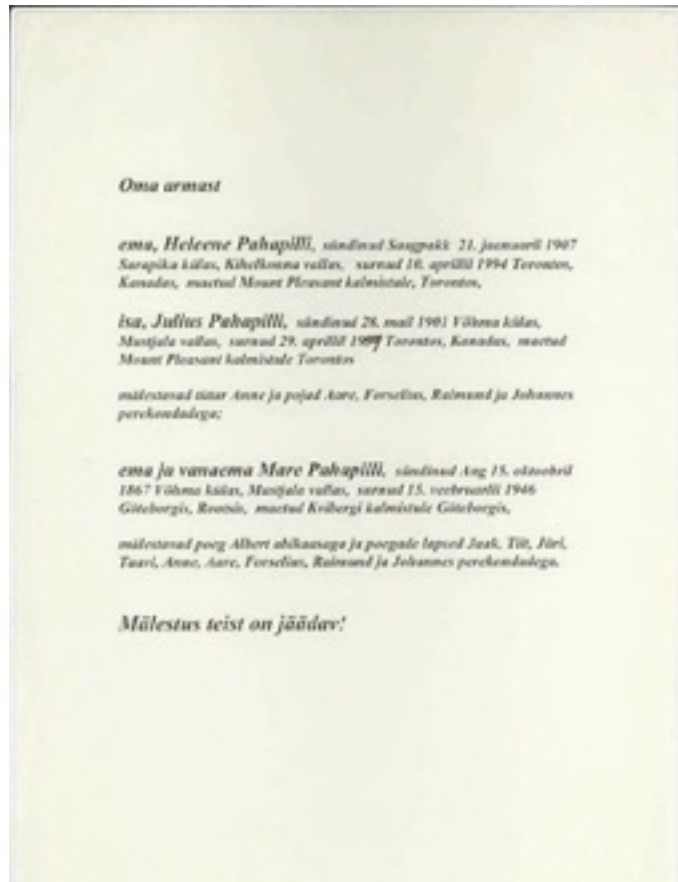 Oma armast
ema, Heleene Pahapilli, sündinud Saagpakk 21. jaanuaril 1907
Sarapika külas, Kihelkonna vallas, surnud 10. aprillil 1994 Torontos,
Kanadas, maetud Mount Pleasant kalmistule, Torontos,
isa, Julius Pahapilli, sündinud 28. mail 1901 Võhma külas,
Mustjala vallas, surnud 29. aprillil Torontos, Kanadas, maetud
Mount Pleasant kalmistule Torontos
mälestavad tütar Anne ja pojad Aare, Forselius, Raimund ja Johannes
perekondadega;
ema ja vanaema Mare Pahapilli, sündinud Aug 15. oktoobril
1867 Võhma külas, Mustjala vallas, surnud 15. veebruaril 1946
Göteborgis, Rootsis, maetud Kvibergi kalmistule Göteborgis,
mälestavad poeg Albert abikaasaga ja poegade lapsed Jaak, Tiit, Jüri,
Taavi, Anne, Aare, Forselius, Raimund ja Johannes perekondadega.
Mälestus teist on jäädav!